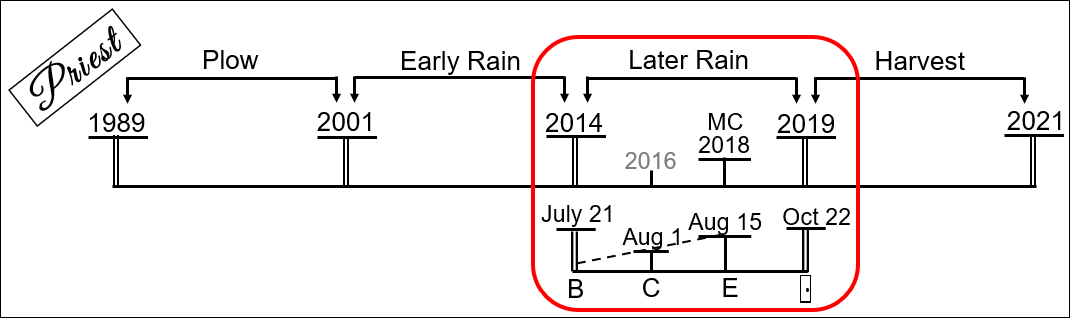 Priest
Plow
Early Rain
Later Rain
Harvest
1989
2001
2014
2016
MC
2018
2019
2021
July 21
Aug 1
Aug 15
Oct 22
B
C
E